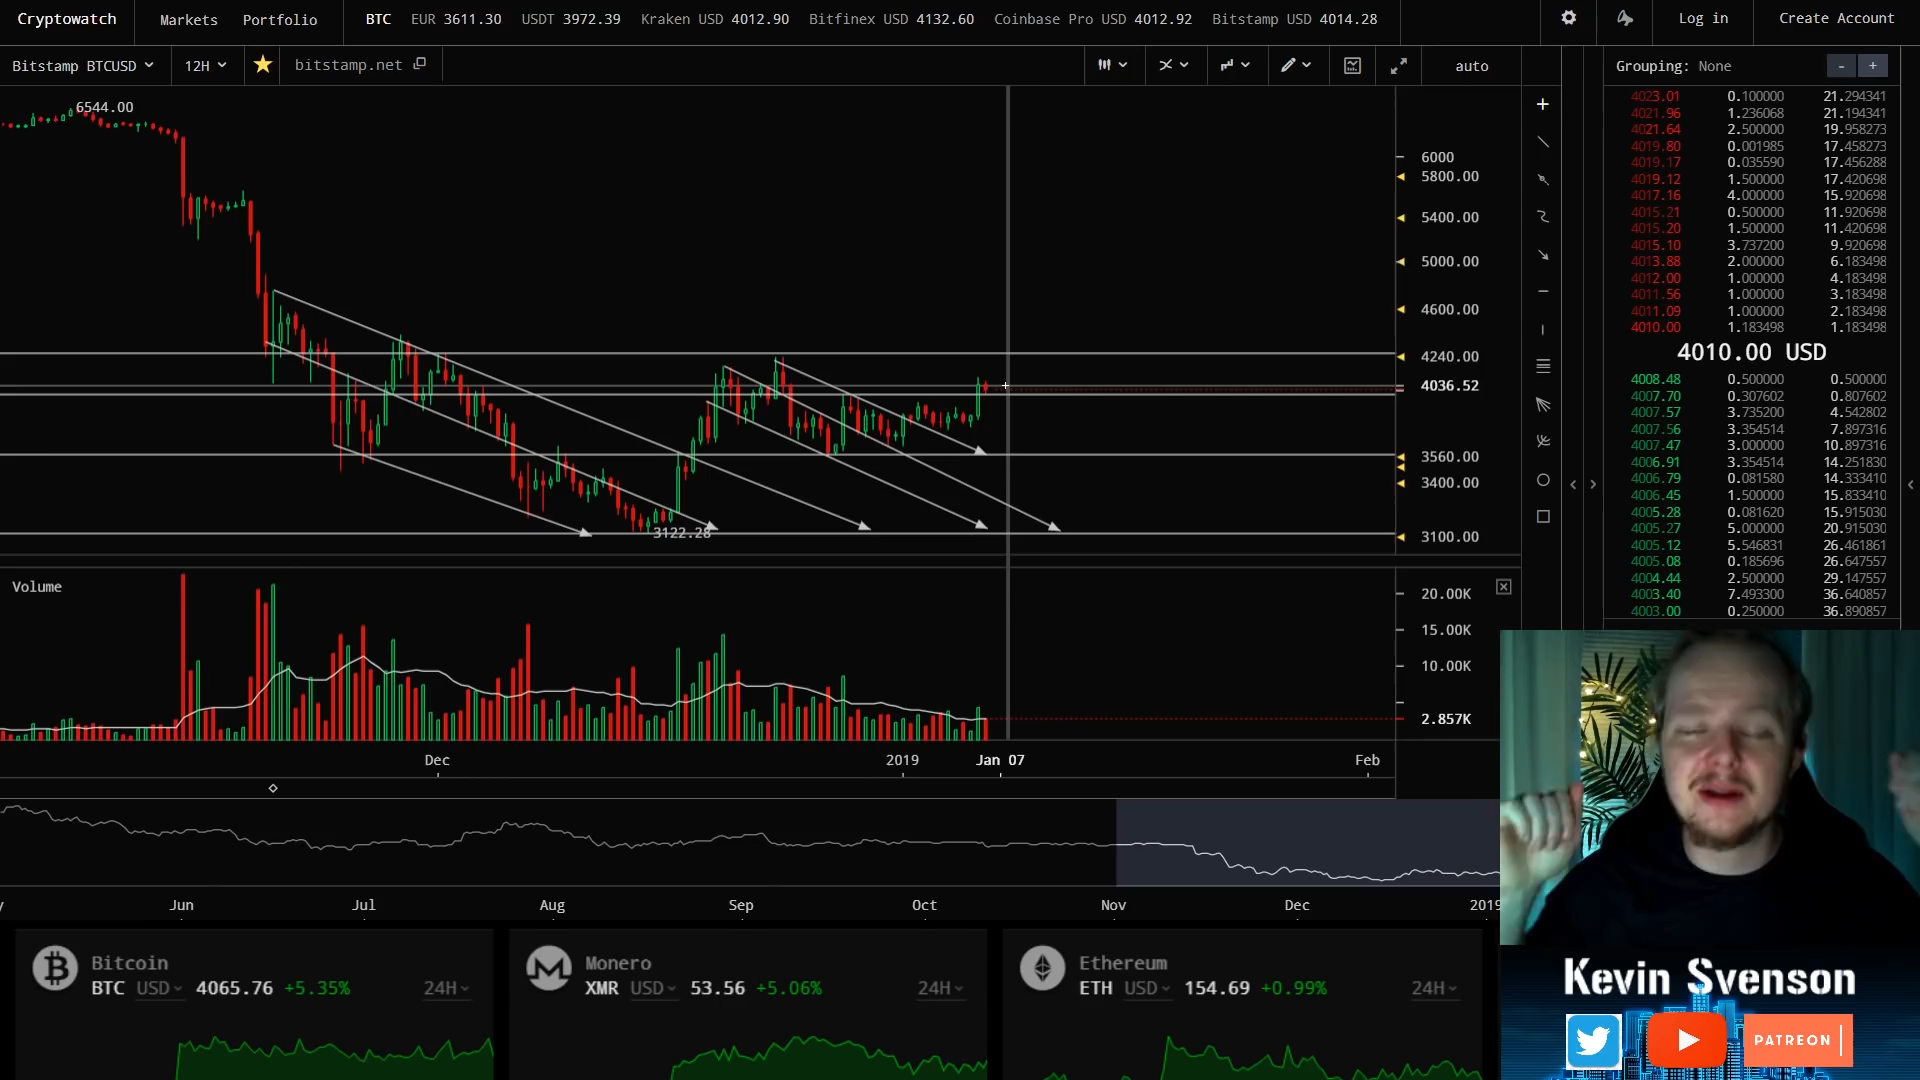 Cryptowatch
Markets Portfolio
BTC EUR 3611.30 USDT 3972.39 Kraken USD 4012.90 Bitfinex USD 4132.60 Coinbase Pro USD 4012.92 Bitstamp USD 4014.28
Log in
Create Account
Bitstamp BTCUSD 12H bitstamp.net
auto
Grouping: None
- +
6544.00
3122.28
6000
5800.00
5400.00
5000.00
4600.00
4240.00
4036.52
3560.00
3400.00
3100.00
4023.01 0.100000 21.294341
4021.96 1.236068 21.194341
4021.64 2.500000 19.958273
4019.80 0.001985 17.458273
4019.17 0.035590 17.456288
4019.12 1.500000 17.420698
4017.16 4.000000 15.920698
4015.21 0.500000 11.920698
4015.20 1.500000 11.420698
4015.10 3.737200 9.920698
4013.88 2.000000 6.183498
4012.00 1.000000 4.183498
4011.56 1.000000 3.183498
4011.09 1.000000 2.183498
4010.00 1.183498 1.183498
4010.00 USD
4008.48 0.500000 0.500000
4007.70 0.307602 0.807602
4007.57 3.735200 4.542802
4007.56 3.354514 7.897316
4007.47 3.000000 10.897316
4006.91 3.354514 14.251830
4006.79 0.081580 14.333410
4006.45 1.500000 15.833410
4005.28 0.081620 15.915030
4005.27 5.000000 20.915030
4005.12 5.546831 26.461861
4005.08 0.185696 26.647557
4004.44 2.500000 29.147557
4003.40 7.493300 36.640857
4003.00 0.250000 36.890857
Volume
20.00K
15.00K
10.00K
2.857K
Dec 2019 Jan 07 Feb
Jun Jul Aug Sep Oct Nov Dec 2019
Bitcoin
BTC USD 4065.76 +5.35% 24H
Monero
XMR USD 53.56 +5.06% 24H
Ethereum
ETH USD 154.69 +0.99% 24H
Kevin Svenson
PATREON